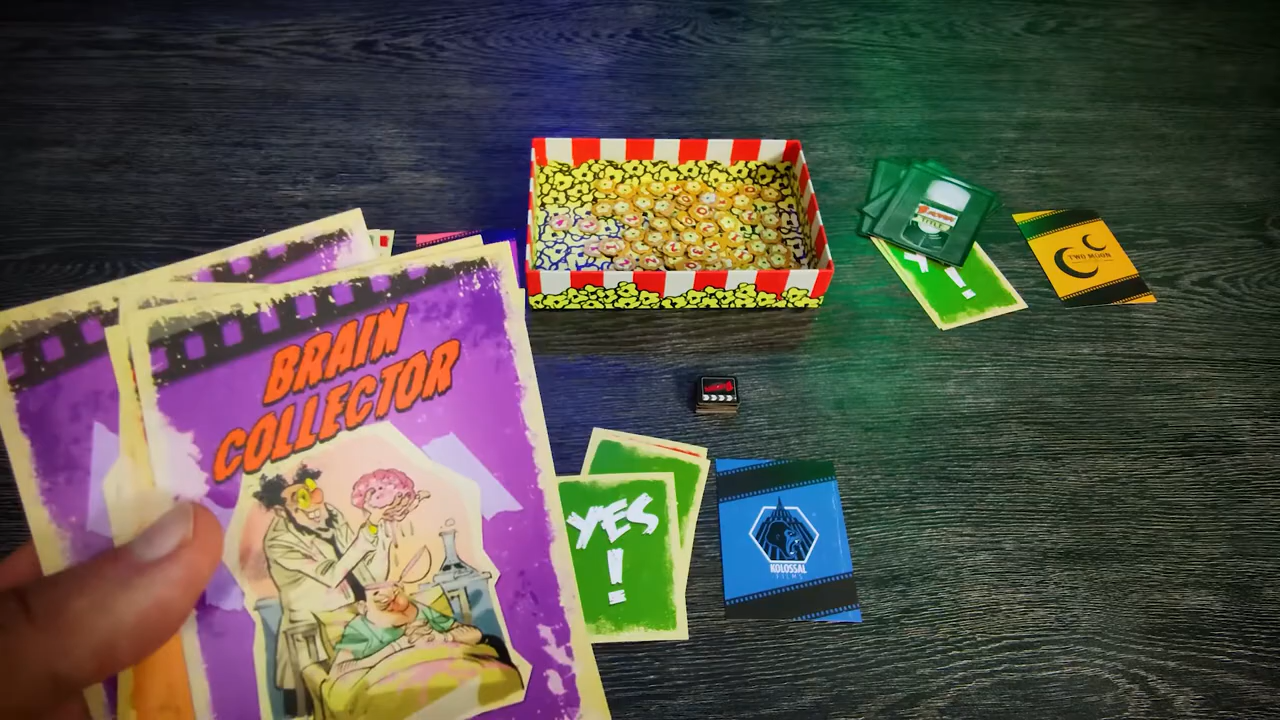 BRAIN
COLLECTOR
YES
!
KOLOSSAL
FILMS
TWO MOON
!